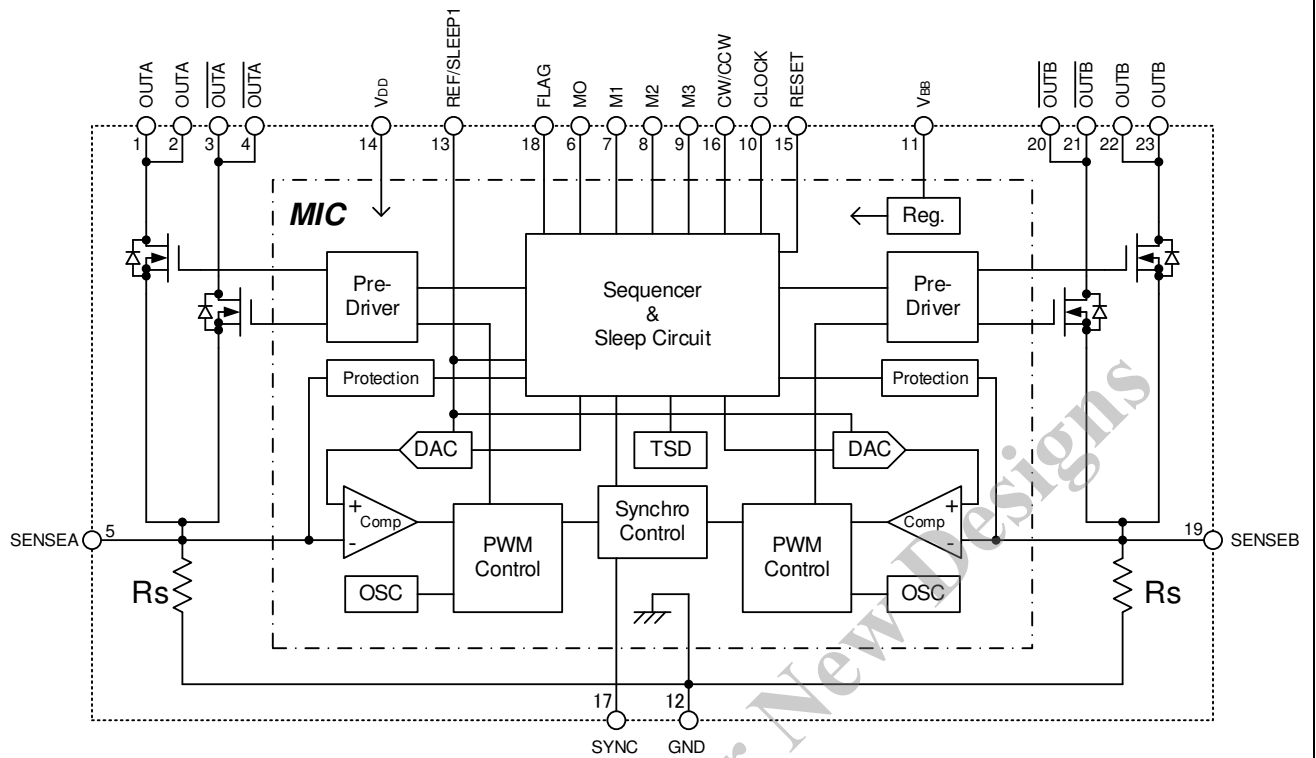 OUTA
OUTA
OUTA
OUTA
VDD
REF/SLEEP1
FLAG
MO
M1
M2
M3
CW/CCW
CLOCK
RESET
VBB
OUTB
OUTB
OUTB
OUTB
1
2
3
4
14
13
18
6
7
8
9
16
10
15
11
20
21
22
23
MIC
Reg.
Pre-
Driver
Sequencer
&
Sleep Circuit
Pre-
Driver
Protection
Protection
DAC
TSD
DAC
+
Comp
-
Synchro
Control
+
Comp
-
PWM
Control
PWM
Control
SENSEA
5
19
SENSEB
Rs
OSC
OSC
Rs
17
12
SYNC
GND
New Designs